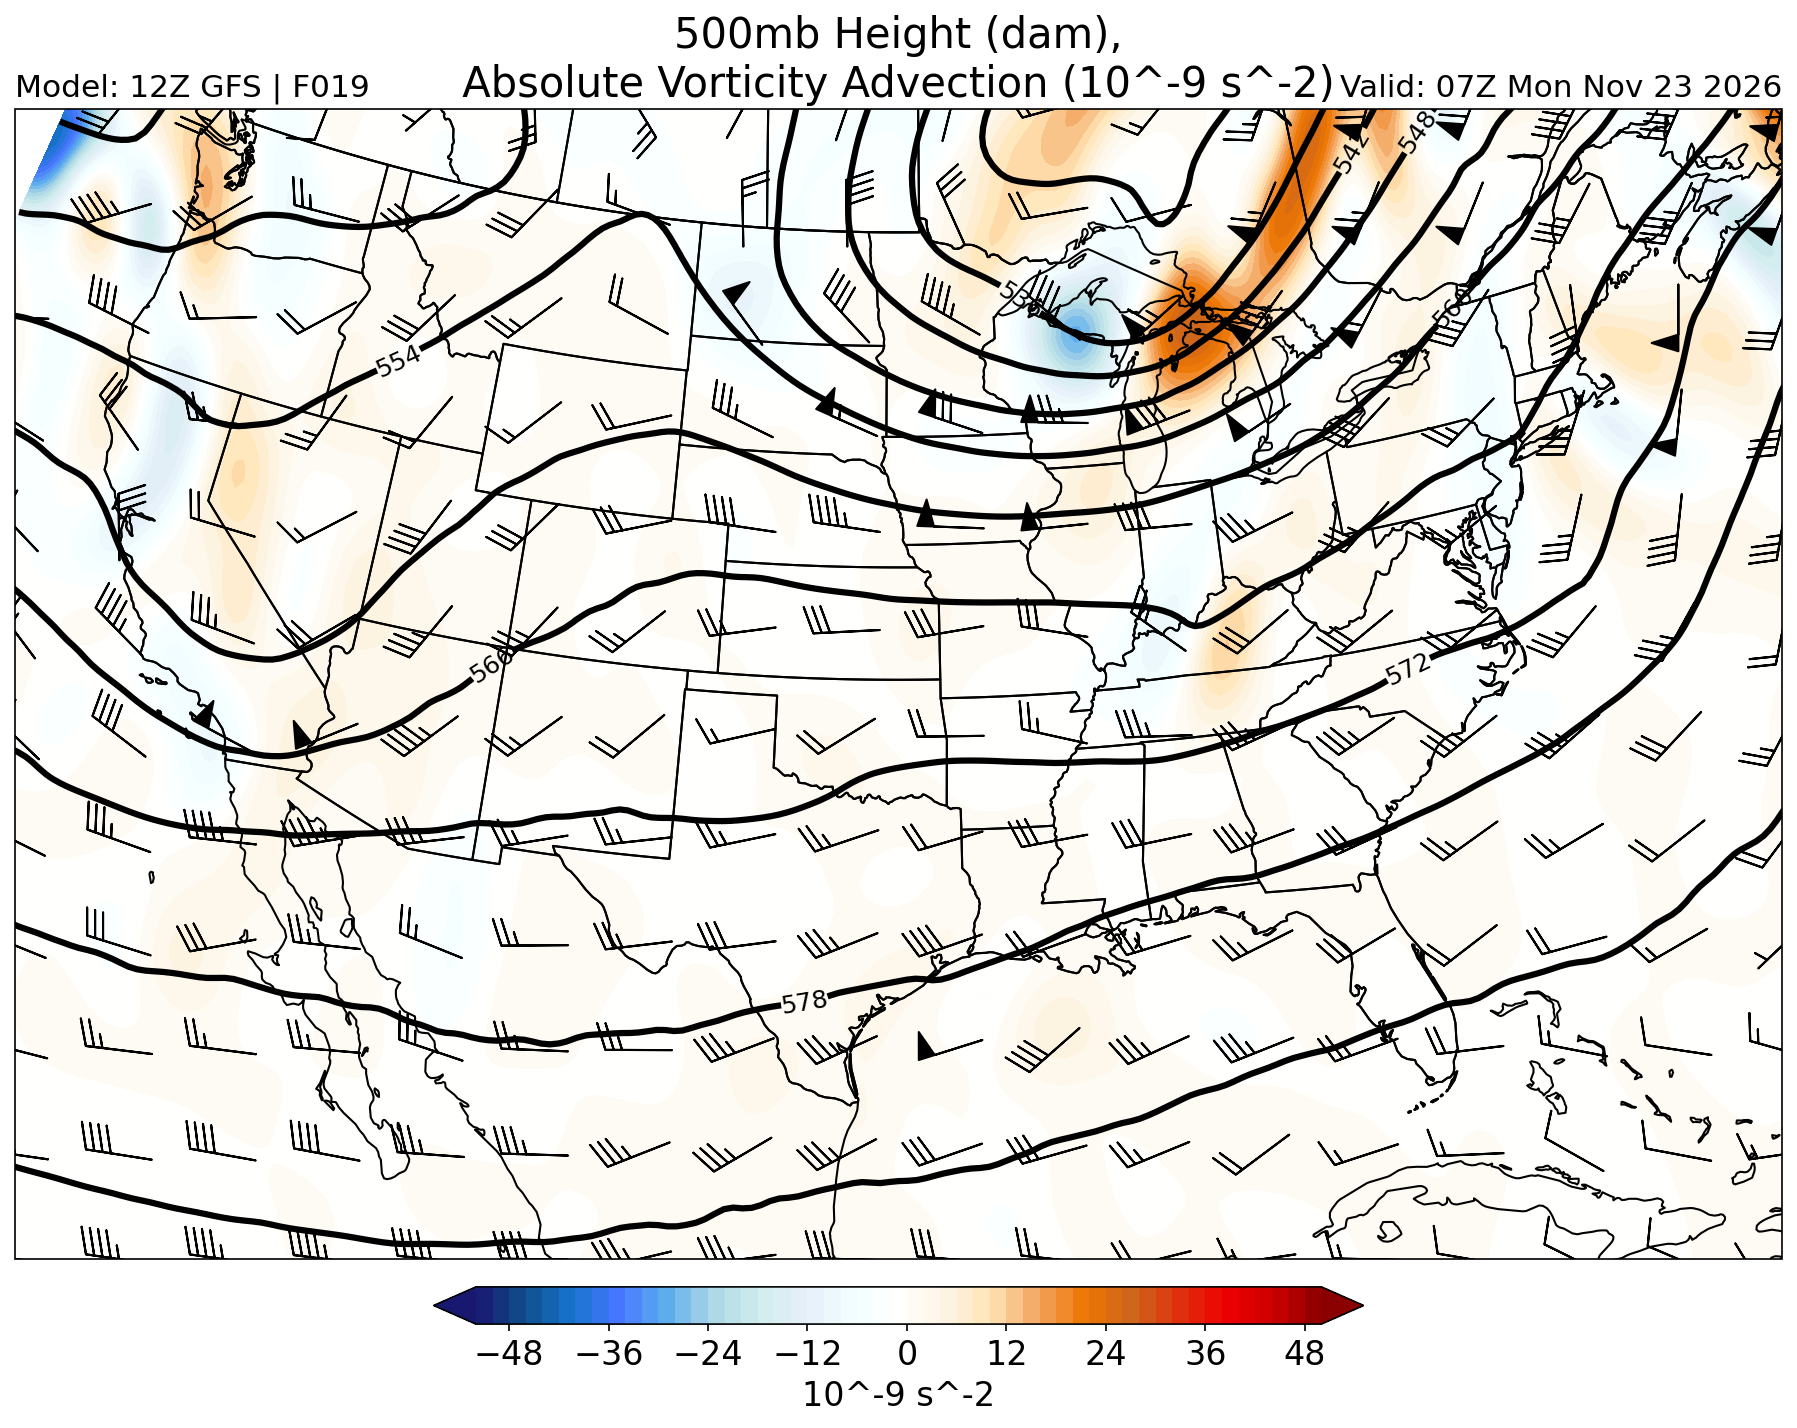 500mb Height (dam),
Model: 12Z GFS | F019
Absolute Vorticity Advection (10^-9 s^-2)
Valid: 07Z Mon Nov 23 2026
548
542
554
566
572
578
−48 −36 −24 −12 0 12 24 36 48
10^-9 s^-2